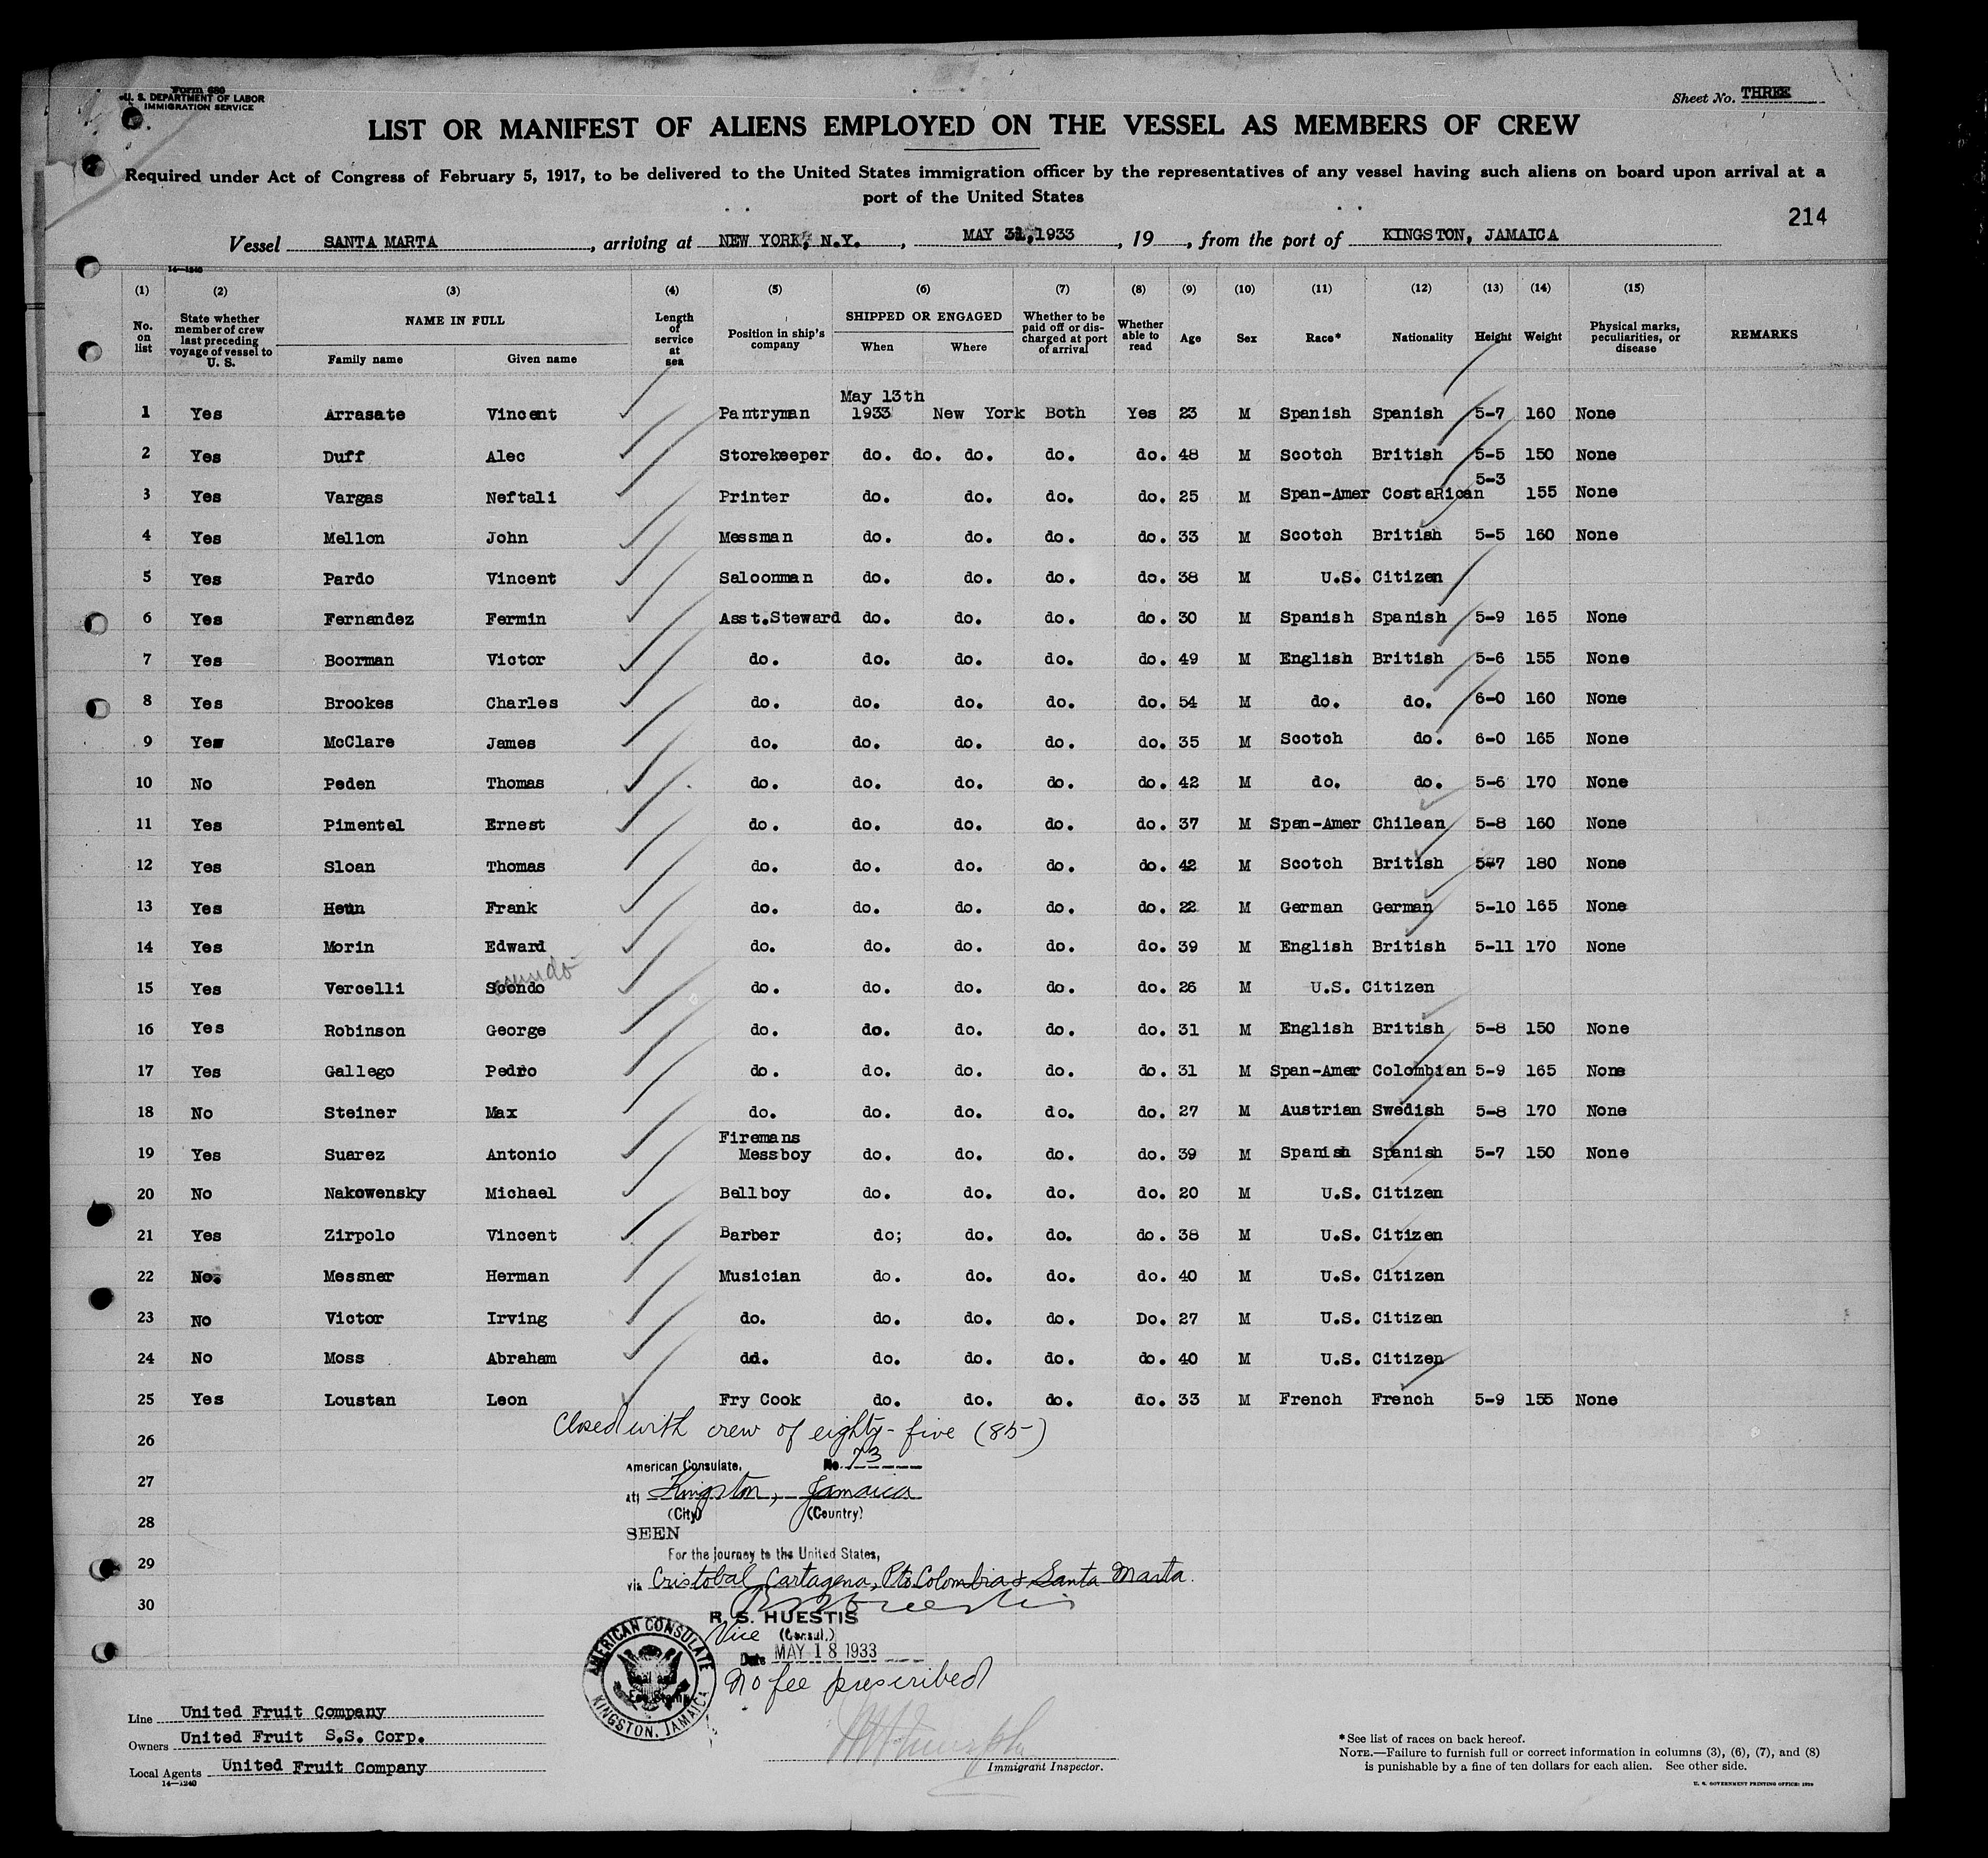 Form 680
U. S. DEPARTMENT OF LABOR
IMMIGRATION SERVICE
Sheet No. THREE
LIST OR MANIFEST OF ALIENS EMPLOYED ON THE VESSEL AS MEMBERS OF CREW
Required under Act of Congress of February 5, 1917, to be delivered to the United States immigration officer by the representatives of any vessel having such aliens on board upon arrival at a
port of the United States
214
Vessel SANTA MARTA, arriving at NEW YORK, N.Y., MAY 31,1933, 19, from the port of KINGSTON, JAMAICA
14—1240
(1) (2) (3) (4) (5) (6) (7) (8) (9) (10) (11) (12) (13) (14) (15)
No. on list State whether member of crew last preceding voyage of vessel to U. S. NAME IN FULL Family name Given name Length of service at sea Position in ship's company SHIPPED OR ENGAGED When Where Whether to be paid off or discharged at port of arrival Whether able to read Age Sex Race* Nationality Height Weight Physical marks, peculiarities, or disease REMARKS
May 13th
1 Yes Arrasate Vincent Pantryman 1933 New York Both Yes 23 M Spanish Spanish 5-7 160 None
2 Yes Duff Alec Storekeeper do. do. do. do. do. 48 M Scotch British 5-5 150 None
3 Yes Vargas Neftali Printer do. do. do. do. 25 M Span-Amer CostaRican 5-3 155 None
4 Yes Mellon John Messman do. do. do. do. 33 M Scotch British 5-5 160 None
5 Yes Pardo Vincent Saloonman do. do. do. do. 38 M U.S. Citizen
6 Yes Fernandez Fermin Asst.Steward do. do. do. do. 30 M Spanish Spanish 5-9 165 None
7 Yes Boorman Victor do. do. do. do. do. 49 M English British 5-6 155 None
8 Yes Brookes Charles do. do. do. do. do. 54 M do. do. 6-0 160 None
9 Yes McClare James do. do. do. do. do. 35 M Scotch do. 6-0 165 None
10 No Peden Thomas do. do. do. do. do. 42 M do. do. 5-6 170 None
11 Yes Pimentel Ernest do. do. do. do. do. 37 M Span-Amer Chilean 5-8 160 None
12 Yes Sloan Thomas do. do. do. do. do. 42 M Scotch British 5-7 180 None
13 Yes Heun Frank do. do. do. do. do. 22 M German German 5-10 165 None
14 Yes Morin Edward do. do. do. do. do. 39 M English British 5-11 170 None
15 Yes Vercelli Scondo do. do. do. do. do. 26 M U.S. Citizen
16 Yes Robinson George do. do. do. do. do. 31 M English British 5-8 150 None
17 Yes Gallego Pedro do. do. do. do. do. 31 M Span-Amer Colombian 5-9 165 None
18 No Steiner Max do. do. do. do. do. 27 M Austrian Swedish 5-8 170 None
Firemans
19 Yes Suarez Antonio Messboy do. do. do. do. 39 M Spanish Spanish 5-7 150 None
20 No Nakowensky Michael Bellboy do. do. do. do. 20 M U.S. Citizen
21 Yes Zirpolo Vincent Barber do; do. do. do. 38 M U.S. Citizen
22 No. Messner Herman Musician do. do. do. do. 40 M U.S. Citizen
23 No Victor Irving do. do. do. do. Do. 27 M U.S. Citizen
24 No Moss Abraham dd. do. do. do. do. 40 M U.S. Citizen
25 Yes Loustan Leon Fry Cook do. do. do. do. 33 M French French 5-9 155 None
Closed with crew of eighty-five (85)
26
American Consulate. No. 73
27
at Kingston, Jamaica
(City) (Country)
28
SEEN
29
For the journey to the United States,
via Cristobal, Cartagena, Pto Colombia & Santa Marta.
30
R. S. HUESTIS
Vice (Consul.)
Date MAY 18 1933
AMERICAN CONSULATE
KINGSTON, JAMAICA
No fee prescribed
Line United Fruit Company
Owners United Fruit S.S. Corp.
Local Agents United Fruit Company
14—1240
Immigrant Inspector.
*See list of races on back hereof.
NOTE.—Failure to furnish full or correct information in columns (3), (6), (7), and (8)
is punishable by a fine of ten dollars for each alien. See other side.
U. S. GOVERNMENT PRINTING OFFICE: 1929